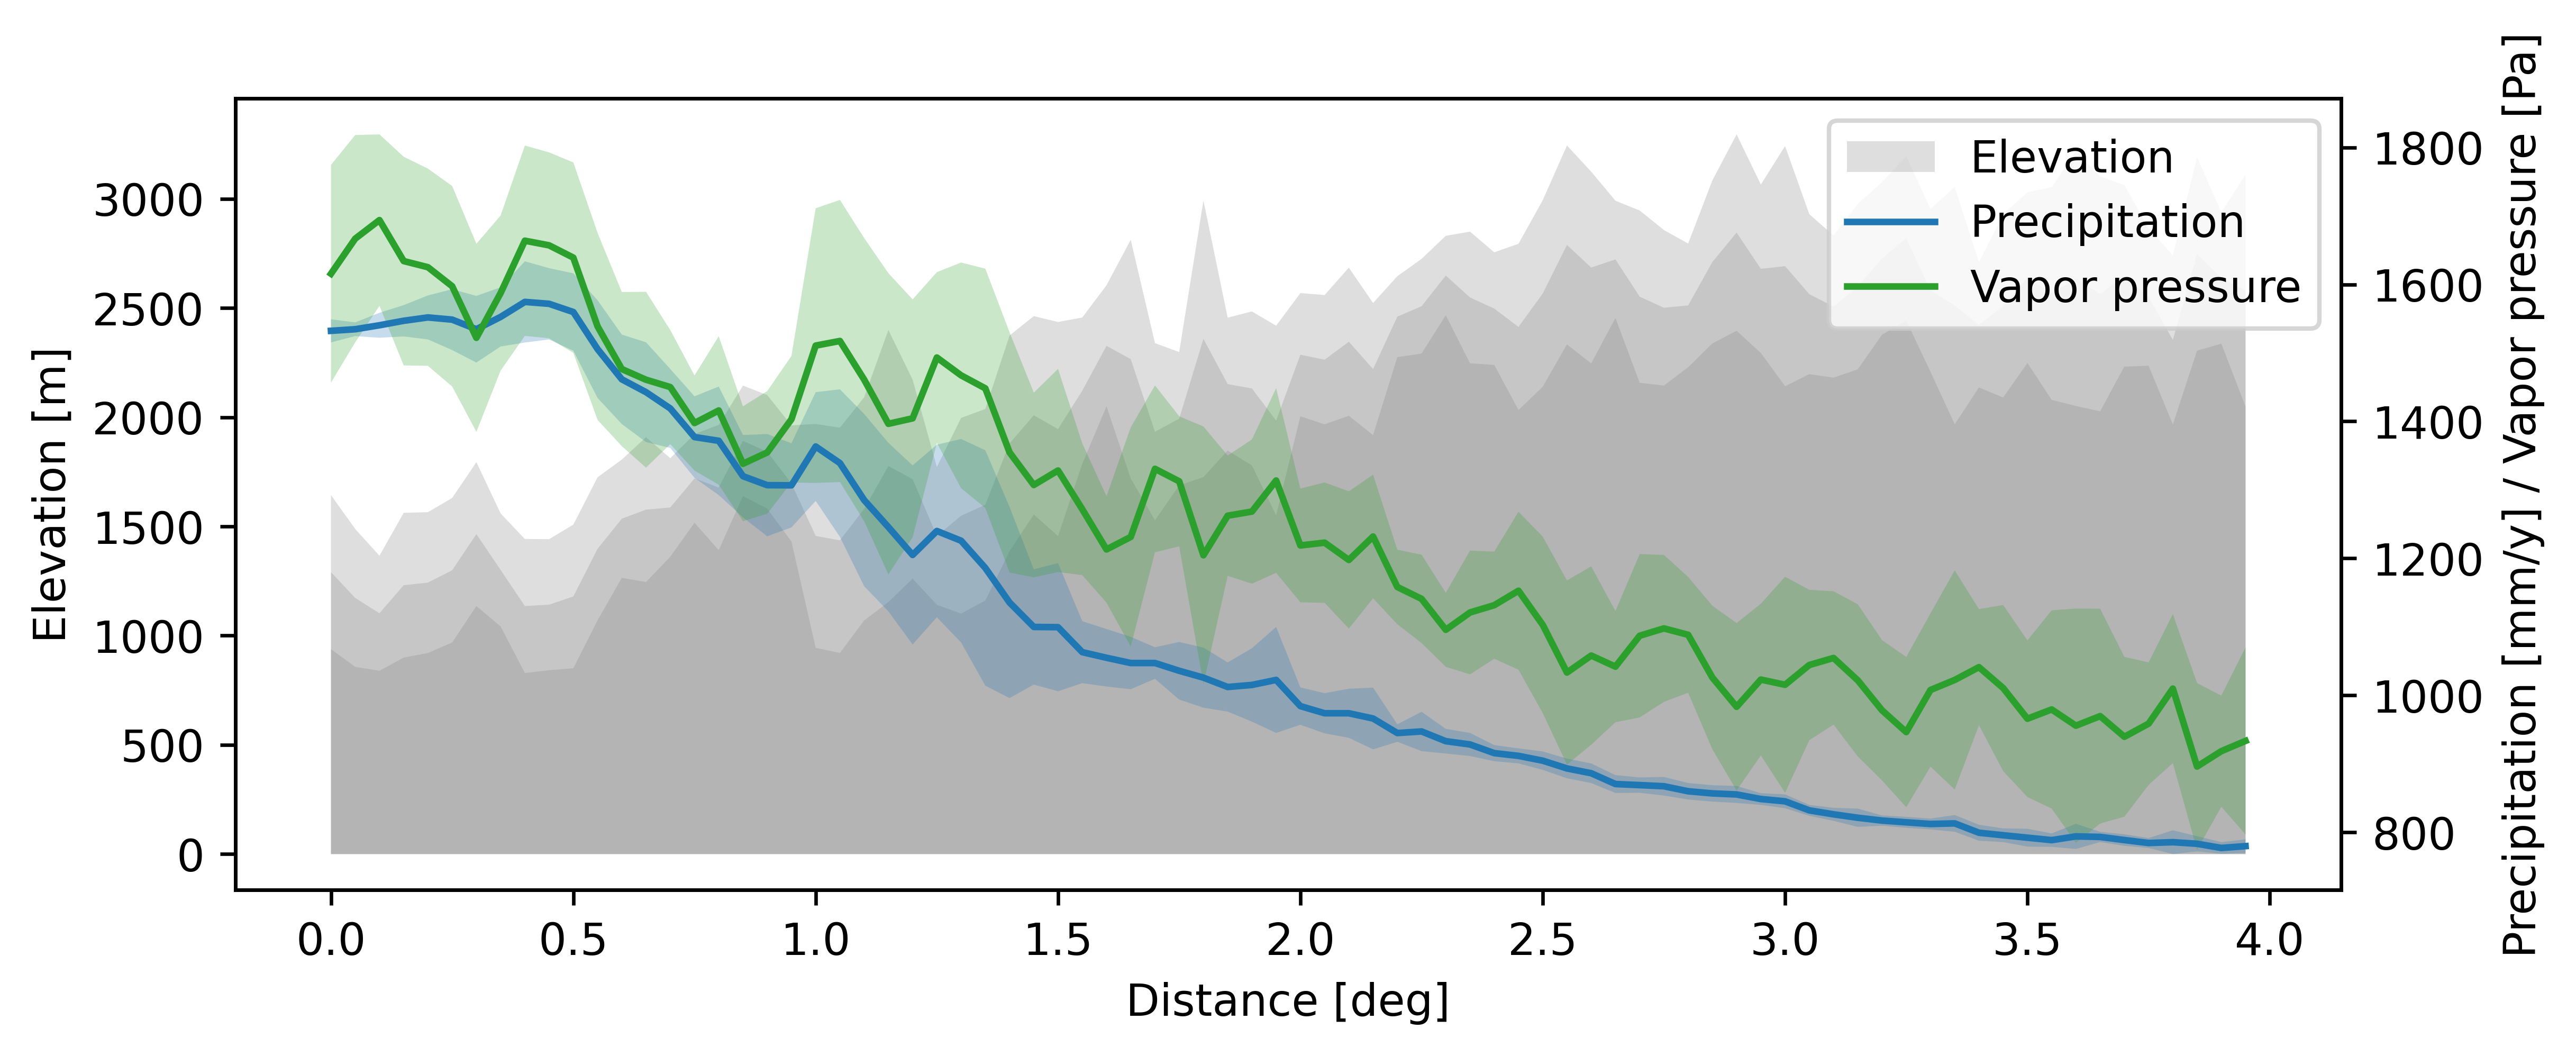 Elevation [m]
3000
2500
2000
1500
1000
500
0
Elevation
Precipitation
Vapor pressure
1800
1600
1400
1200
1000
800
Precipitation [mm/y] / Vapor pressure [Pa]
0.0 0.5 1.0 1.5 2.0 2.5 3.0 3.5 4.0
Distance [deg]